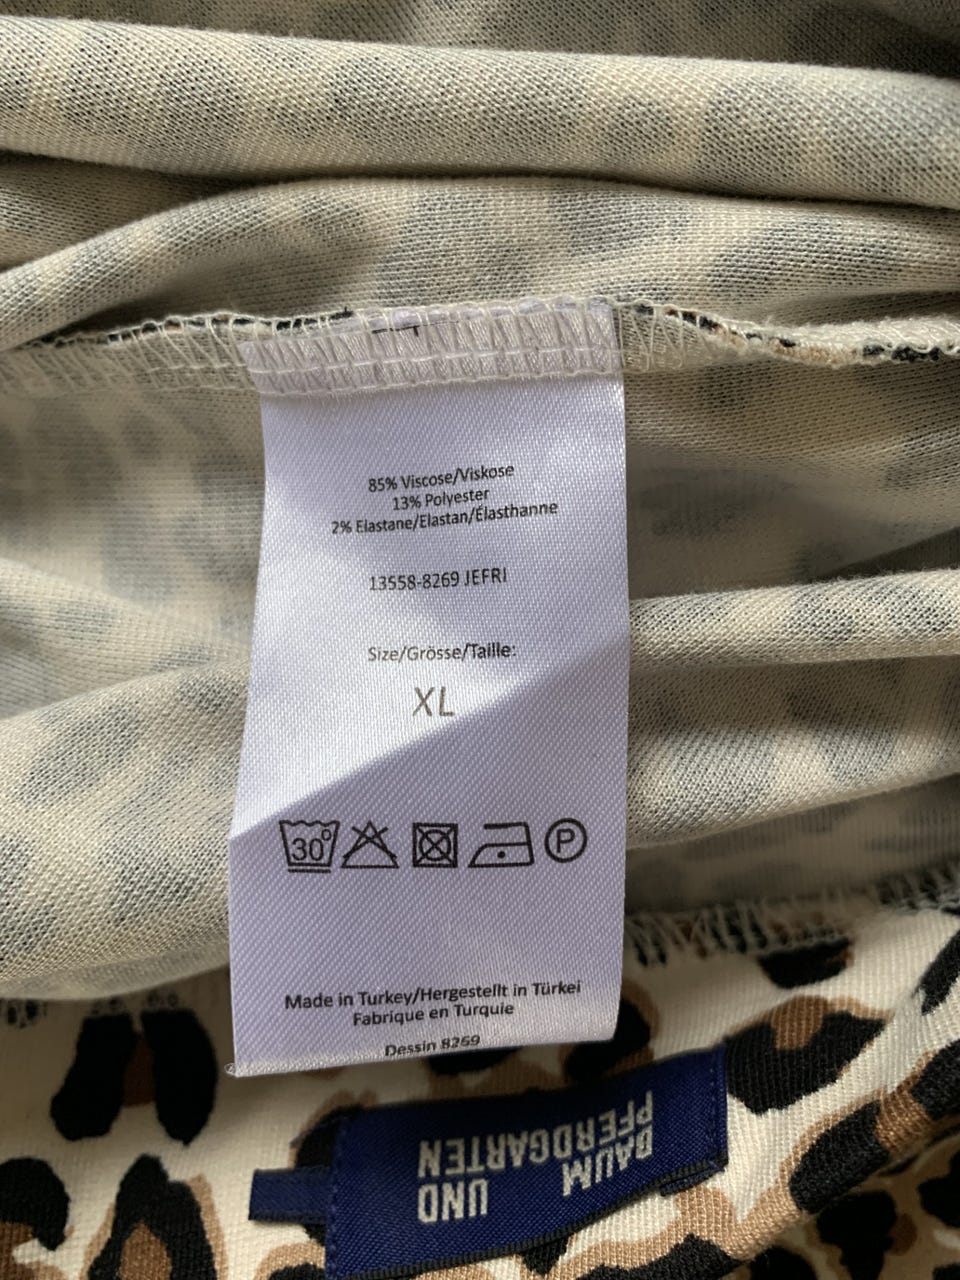 85% Viscose/Viskose
13% Polyester
2% Elastane/Elastan/Élasthanne
13558-8269 JEFRI
Size/Grösse/Taille:
XL
30°
P
Made in Turkey/Hergestellt in Türkei
Fabrique en Turquie
Dessin 8269
BAUM
UND
PFERDGARTEN